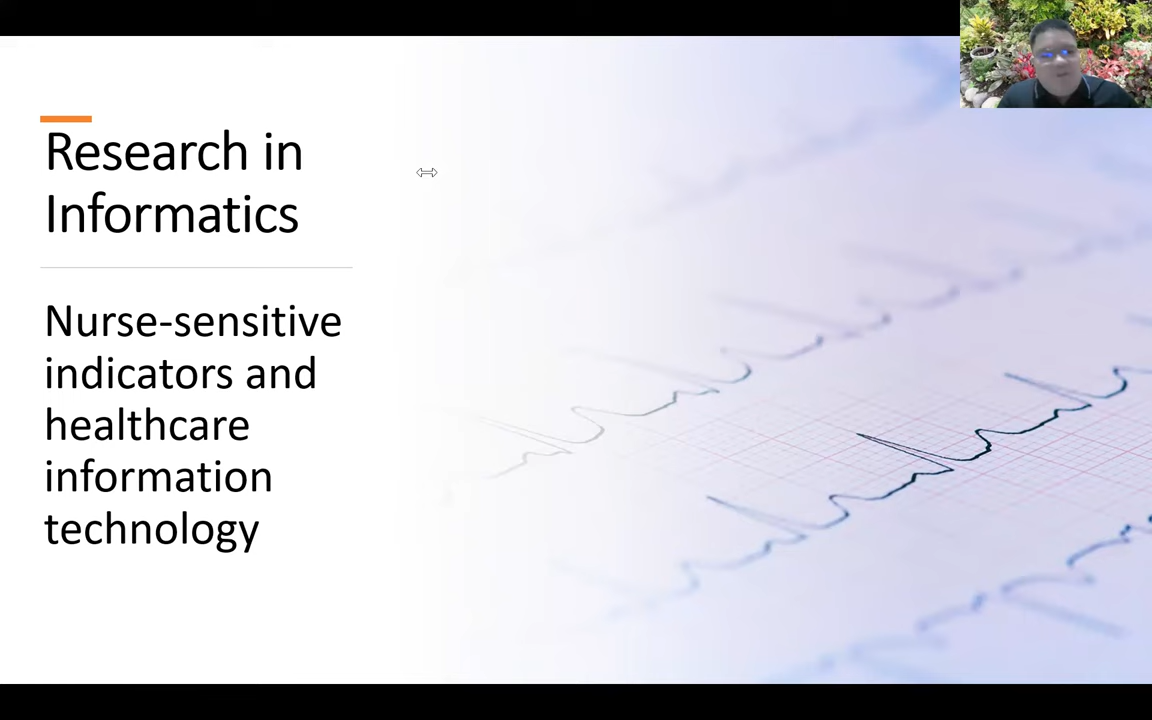 Research in
Informatics
Nurse-sensitive
indicators and
healthcare
information
technology